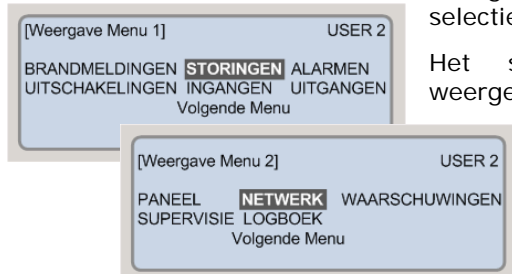 [Weergave Menu 1] USER 2
BRANDMELDINGEN STORINGEN ALARMEN
UITSCHAKELINGEN INGANGEN UITGANGEN
Volgende Menu
[Weergave Menu 2] USER 2
PANEEL NETWERK WAARSCHUWINGEN
SUPERVISIE LOGBOEK
Volgende Menu
selectie
Het s
weerge